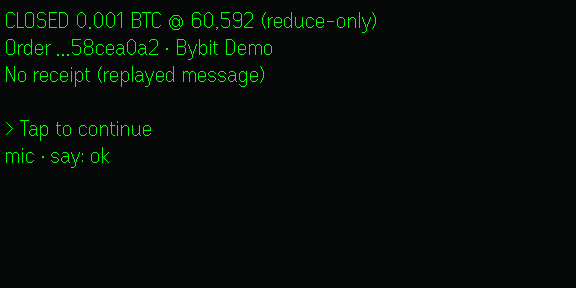 CLOSED 0.001 BTC @ 60,592 (reduce-only)
Order …58cea0a2 · Bybit Demo
No receipt (replayed message)
> Tap to continue
mic · say: ok